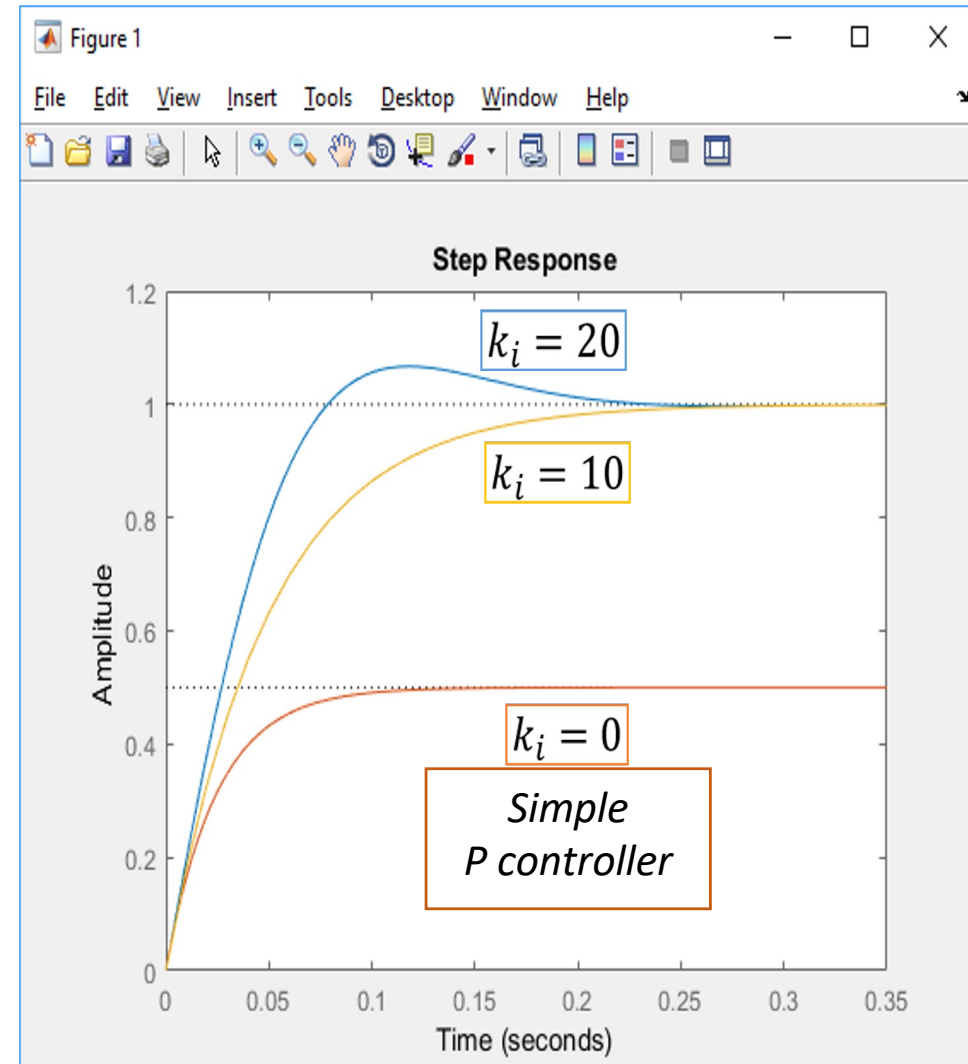 Figure 1
File Edit View Insert Tools Desktop Window Help
Step Response
1.2
k_i = 20
1
k_i = 10
0.8
Amplitude
0.6
k_i = 0
0.4
Simple
P controller
0.2
0
0 0.05 0.1 0.15 0.2 0.25 0.3 0.35
Time (seconds)